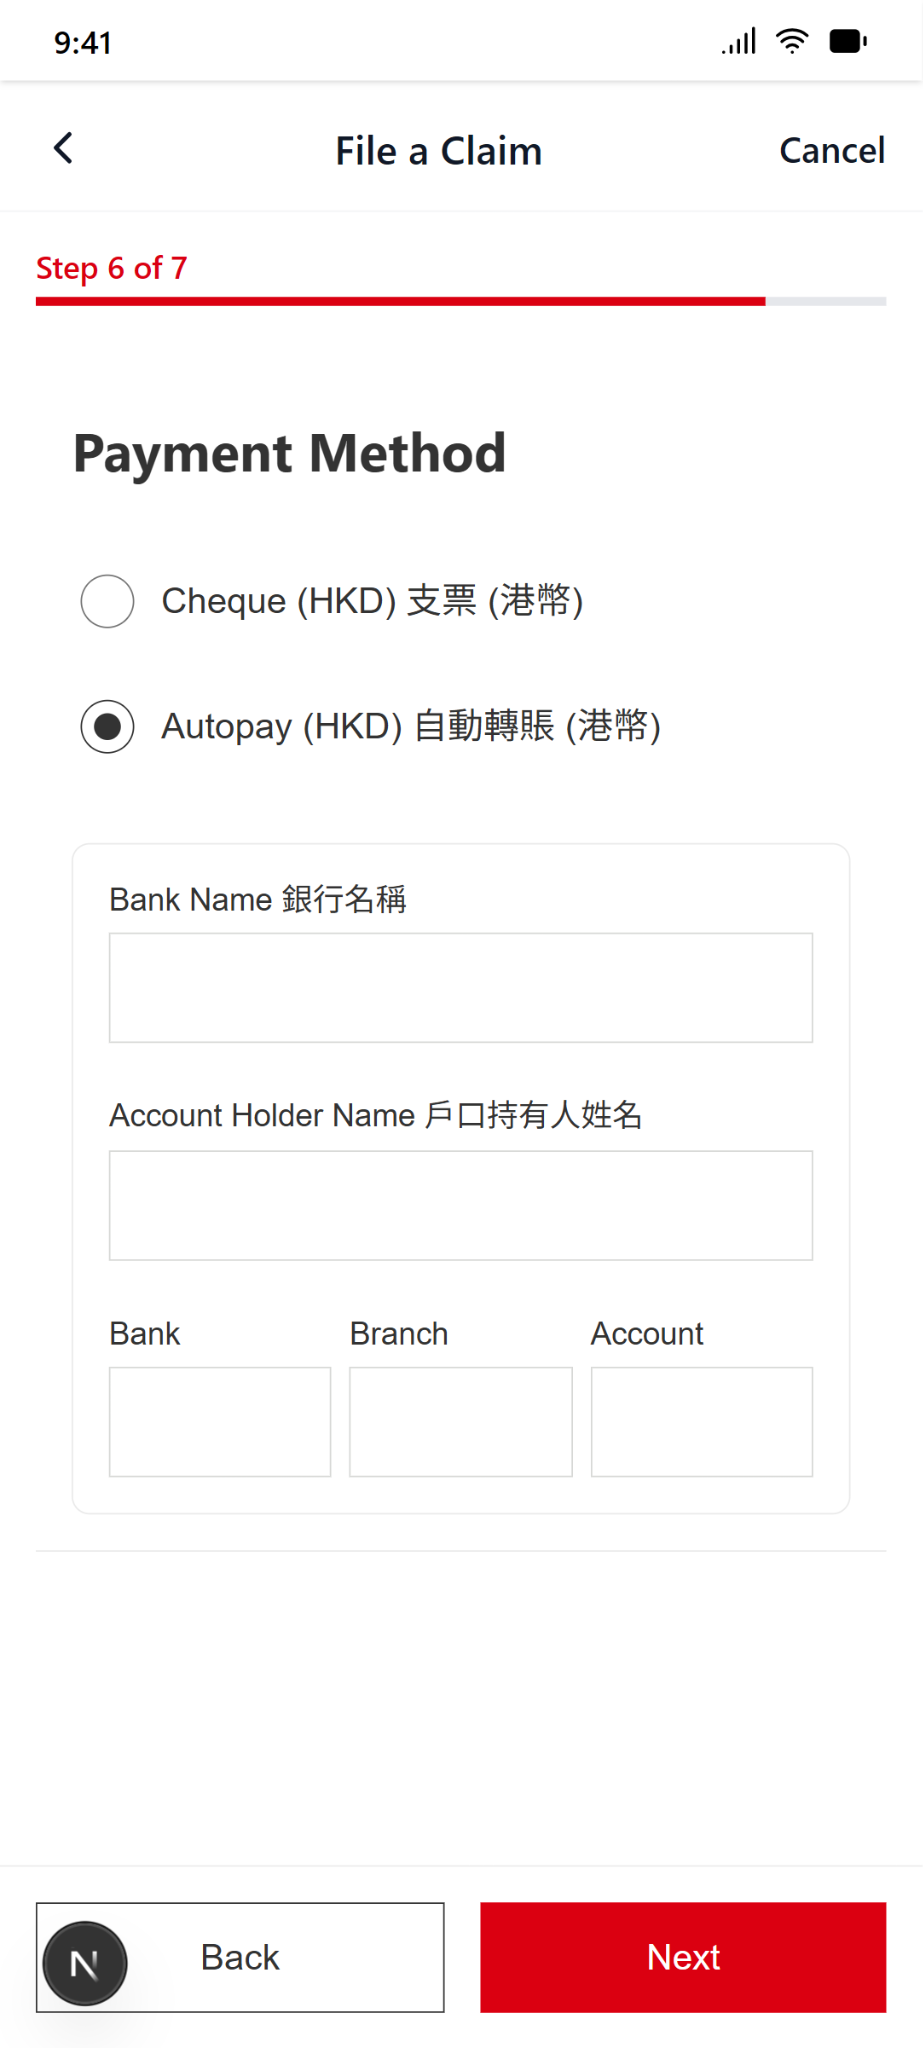 9:41
File a Claim
Cancel
Step 6 of 7
Payment Method
Cheque (HKD) 支票 (港幣)
Autopay (HKD) 自動轉賬 (港幣)
Bank Name 銀行名稱
Account Holder Name 戶口持有人姓名
Bank
Branch
Account
N
Back
Next